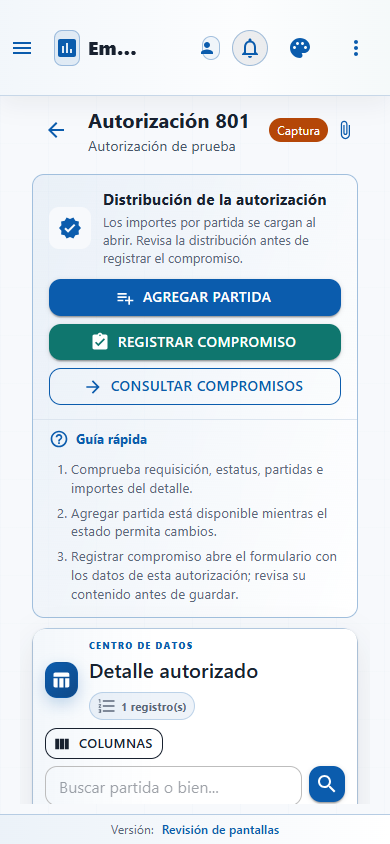 Em...
Autorización 801
Autorización de prueba
Captura
Distribución de la autorización
Los importes por partida se cargan al
abrir. Revisa la distribución antes de
registrar el compromiso.
AGREGAR PARTIDA
REGISTRAR COMPROMISO
CONSULTAR COMPROMISOS
Guía rápida
1. Comprueba requisición, estatus, partidas e
importes del detalle.
2. Agregar partida está disponible mientras el
estado permita cambios.
3. Registrar compromiso abre el formulario con
los datos de esta autorización; revisa su
contenido antes de guardar.
CENTRO DE DATOS
Detalle autorizado
1 registro(s)
COLUMNAS
Buscar partida o bien...
Versión: Revisión de pantallas